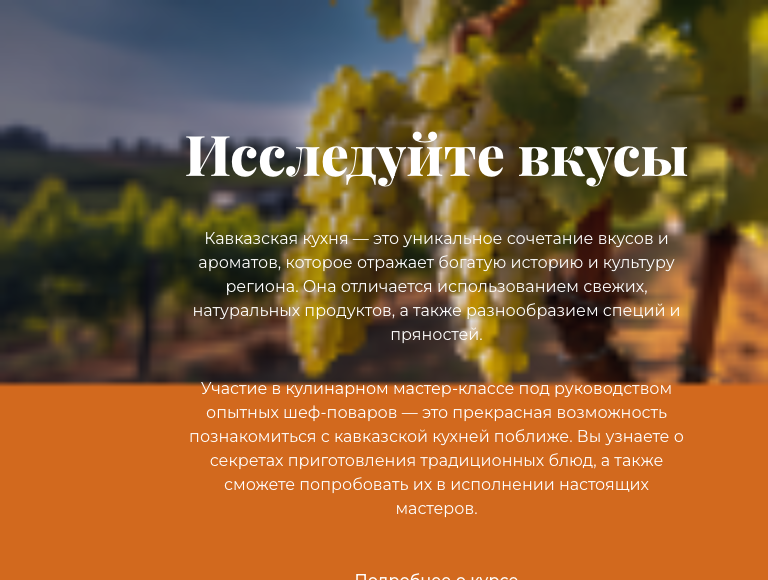 Исследуйте вкусы
Кавказская кухня — это уникальное сочетание вкусов и
ароматов, которое отражает богатую историю и культуру
региона. Она отличается использованием свежих,
натуральных продуктов, а также разнообразием специй и
пряностей.
Участие в кулинарном мастер-классе под руководством
опытных шеф-поваров — это прекрасная возможность
познакомиться с кавказской кухней поближе. Вы узнаете о
секретах приготовления традиционных блюд, а также
сможете попробовать их в исполнении настоящих
мастеров.
Подробнее о курсе